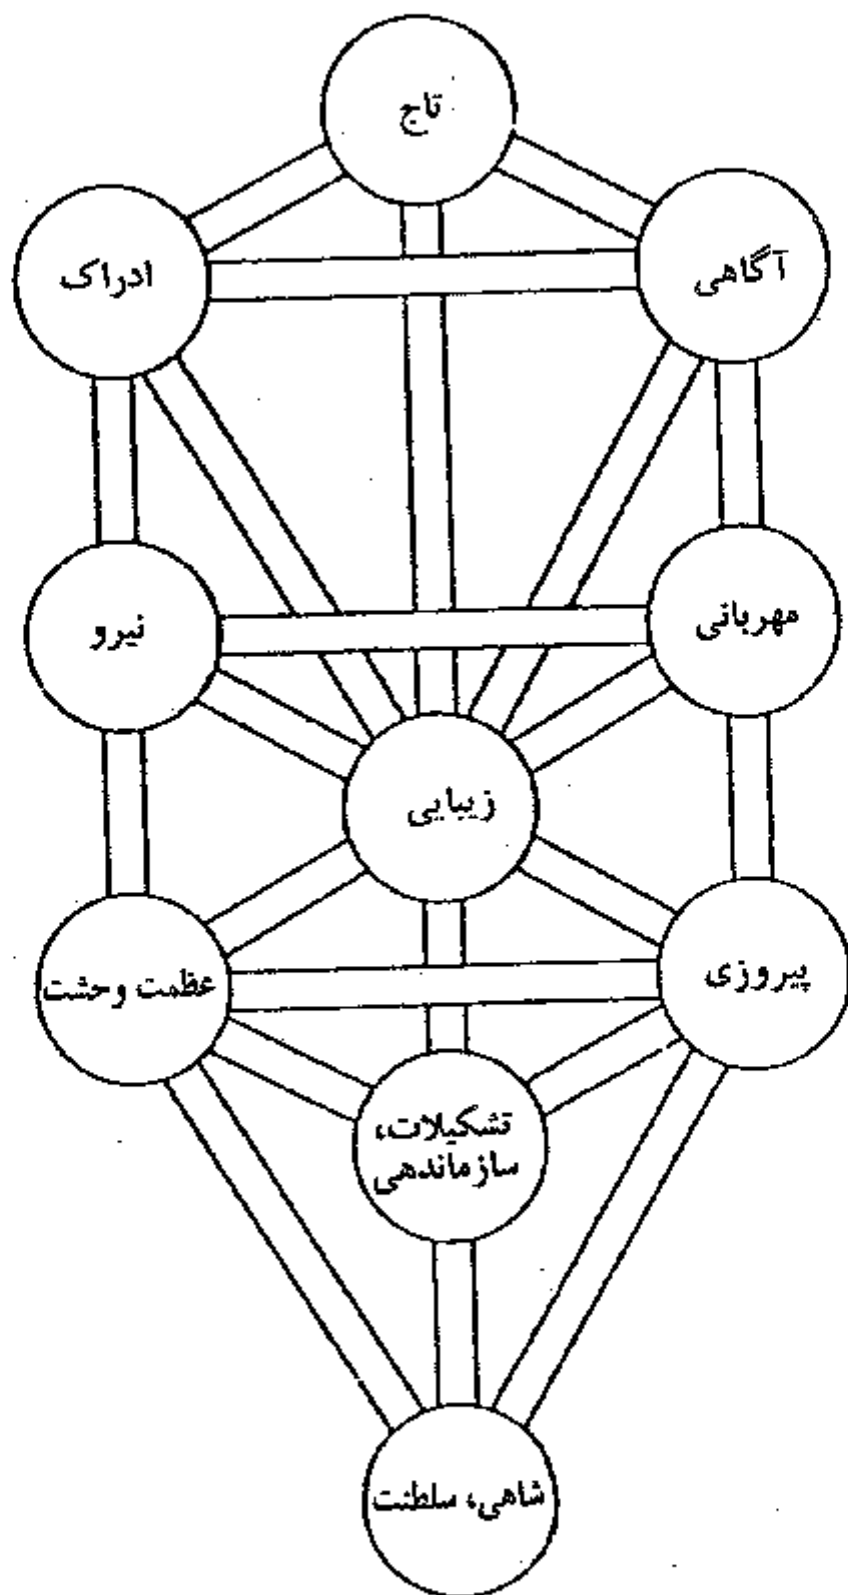 تاج
آگاهی
ادراک
مهربانی
نیرو
زیبایی
پیروزی
عظمت وحشت
تشکیلات،
سازماندهی
شاهی، سلطنت